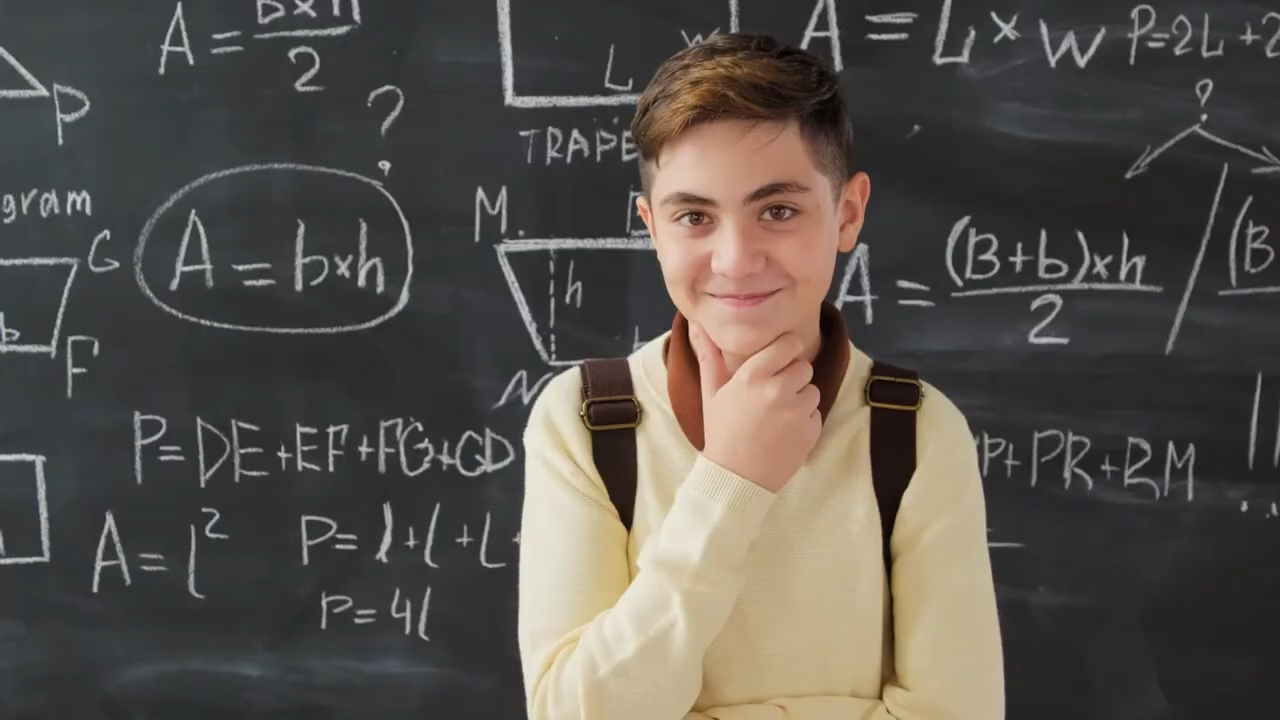 A = b×h / 2
L
W
A = L × W
P=2L+2
P
?
?
TRAPE
gram
M
G
A = b×h
h
A = (B+b)×h / 2
(B
b
F
N
P=DE+EF+FG+GD
P+PR+RM
A = l²
P= l+l+L
P=4l